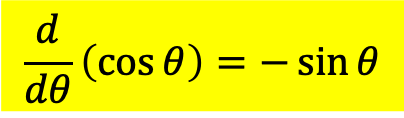 d/dθ (cos θ) = − sin θ